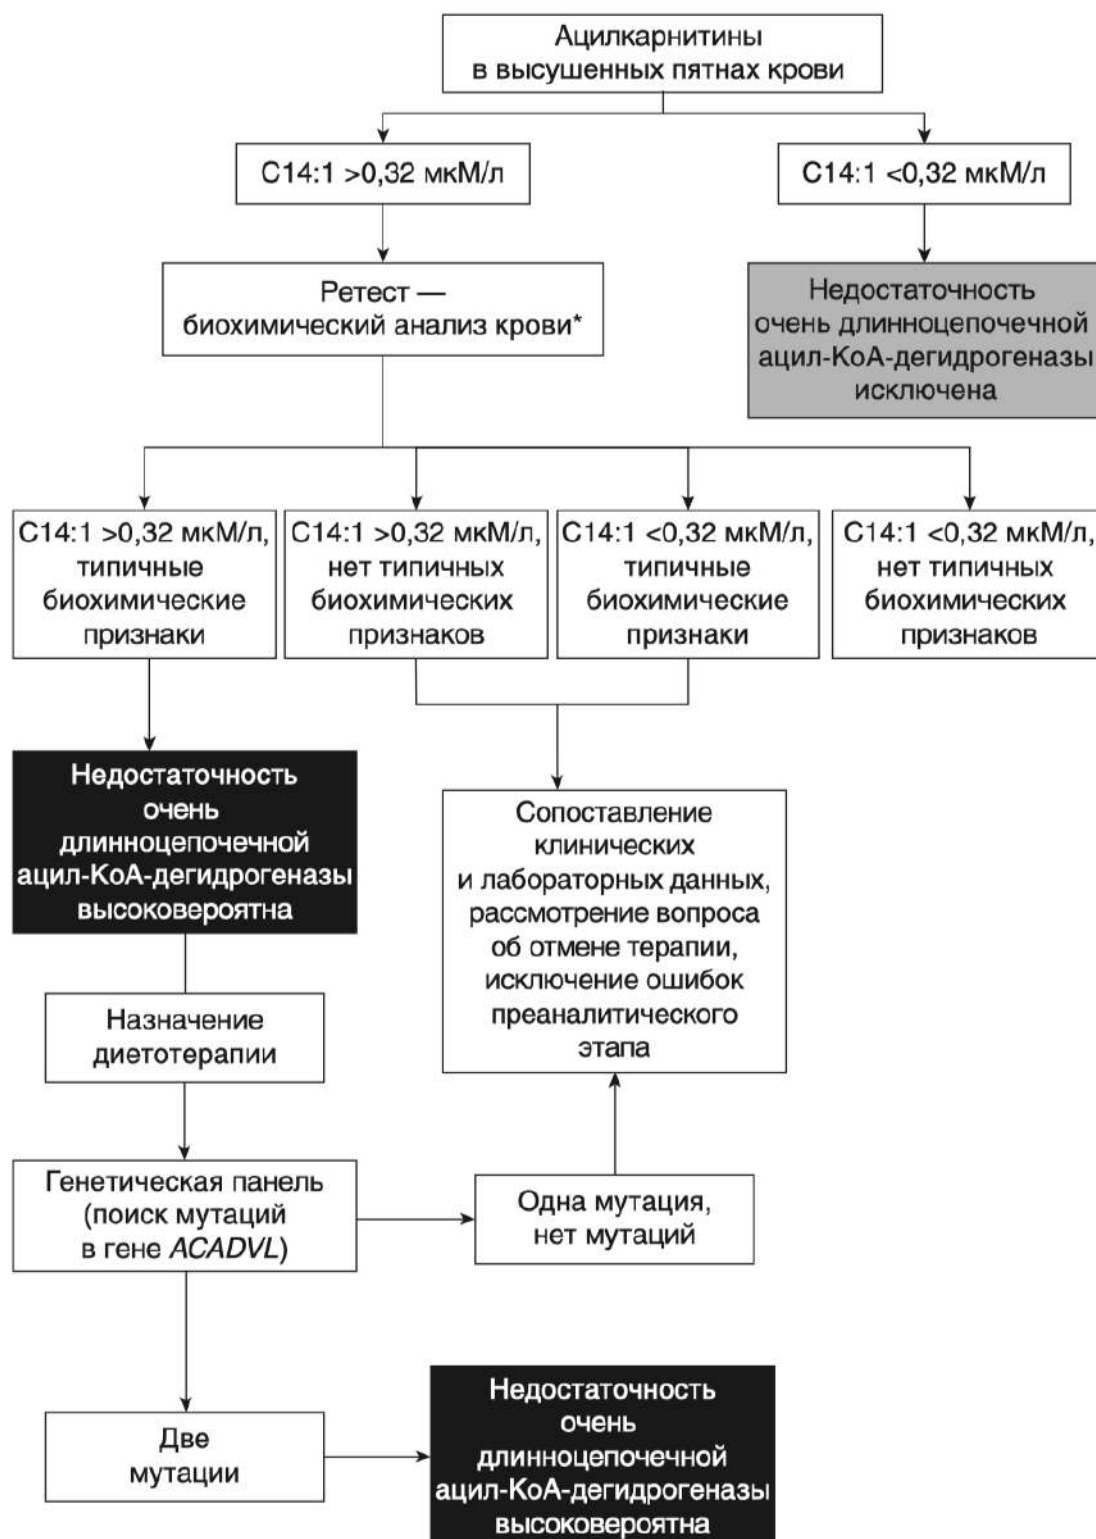 Ацилкарнитины
в высушенных пятнах крови
С14:1 >0,32 мкМ/л
С14:1 <0,32 мкМ/л
Ретест —
биохимический анализ крови*
Недостаточность
очень длинноцепочечной
ацил-КоА-дегидрогеназы
исключена
С14:1 >0,32 мкМ/л,
типичные
биохимические
признаки
С14:1 >0,32 мкМ/л,
нет типичных
биохимических
признаков
С14:1 <0,32 мкМ/л,
типичные
биохимические
признаки
С14:1 <0,32 мкМ/л,
нет типичных
биохимических
признаков
Недостаточность
очень
длинноцепочечной
ацил-КоА-дегидрогеназы
высоковероятна
Сопоставление
клинических
и лабораторных данных,
рассмотрение вопроса
об отмене терапии,
исключение ошибок
преаналитического
этапа
Назначение
диетотерапии
Генетическая панель
(поиск мутаций
в гене ACADVL)
Одна мутация,
нет мутаций
Две
мутации
Недостаточность
очень
длинноцепочечной
ацил-КоА-дегидрогеназы
высоковероятна